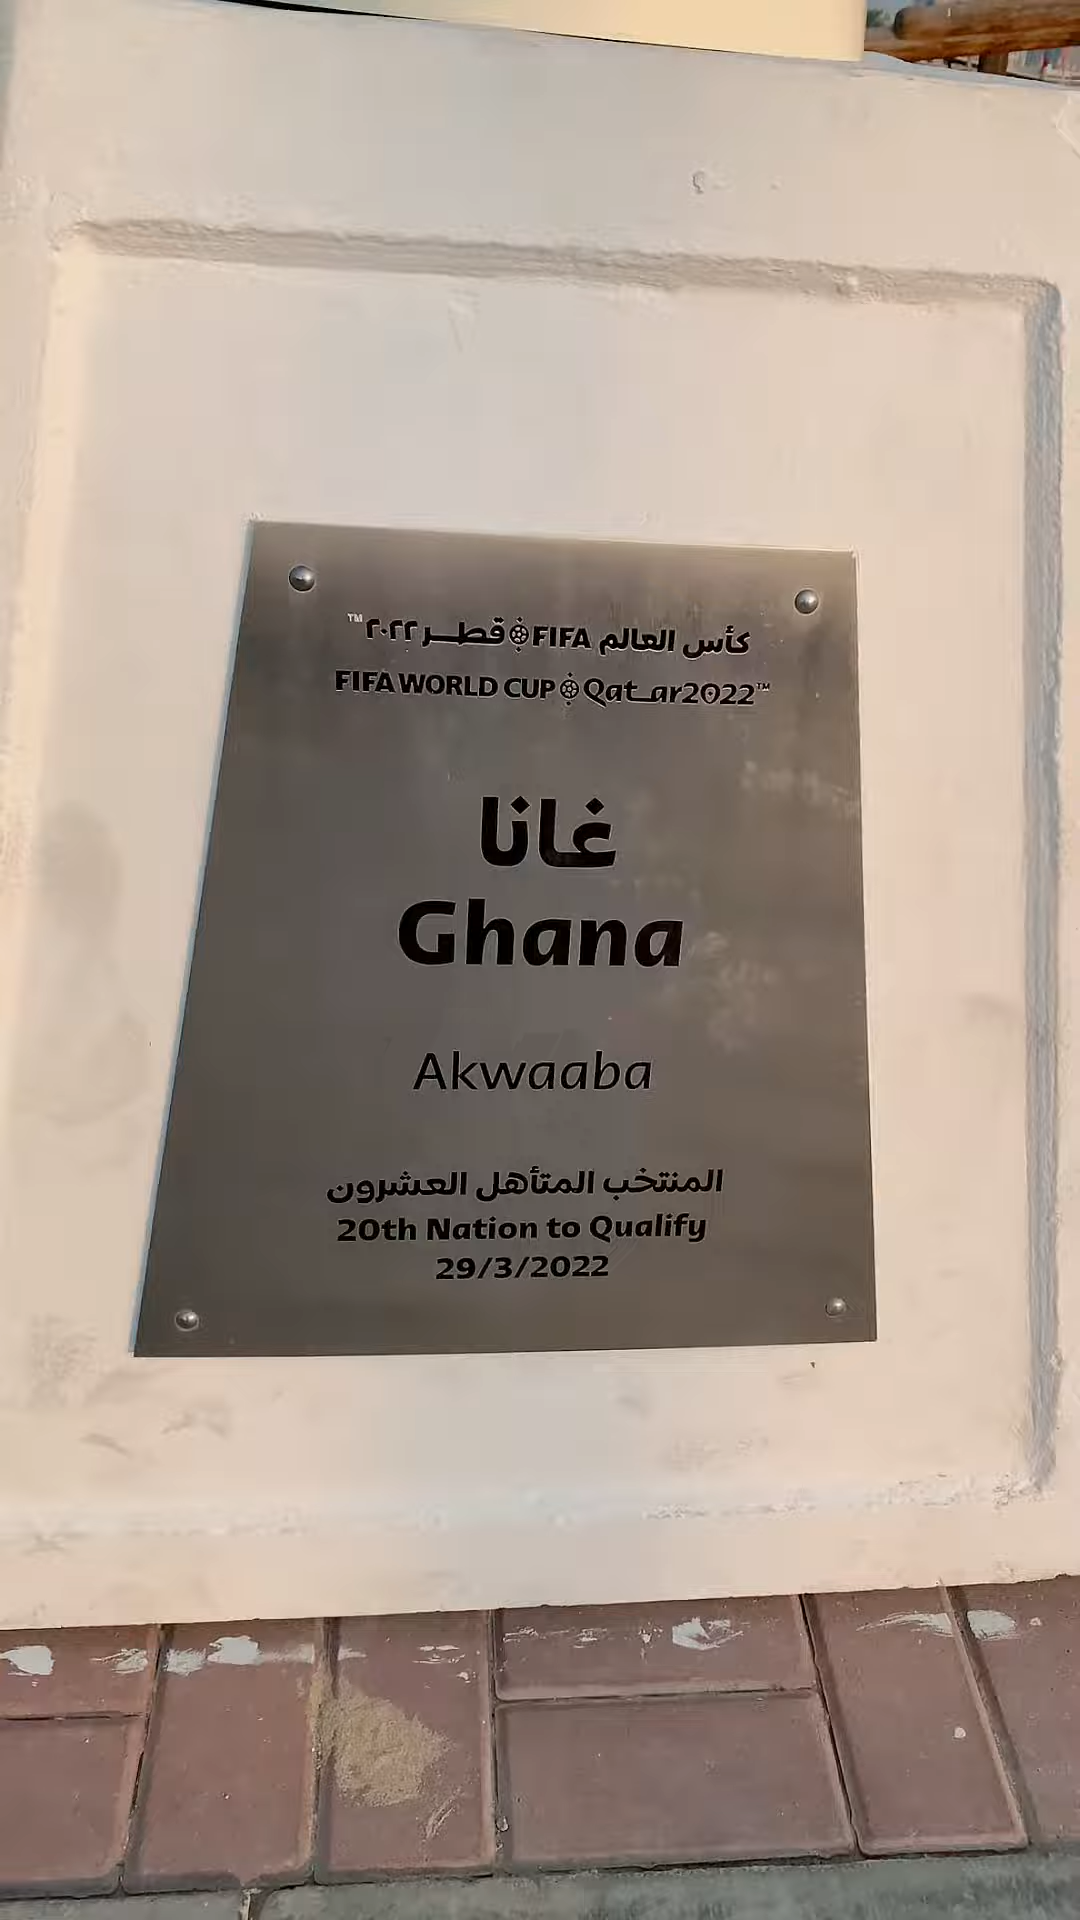 كأس العالم FIFA قطر ٢٠٢٢™
FIFA WORLD CUP Qatar2022™
غانا
Ghana
Akwaaba
المنتخب المتأهل العشرون
20th Nation to Qualify
29/3/2022